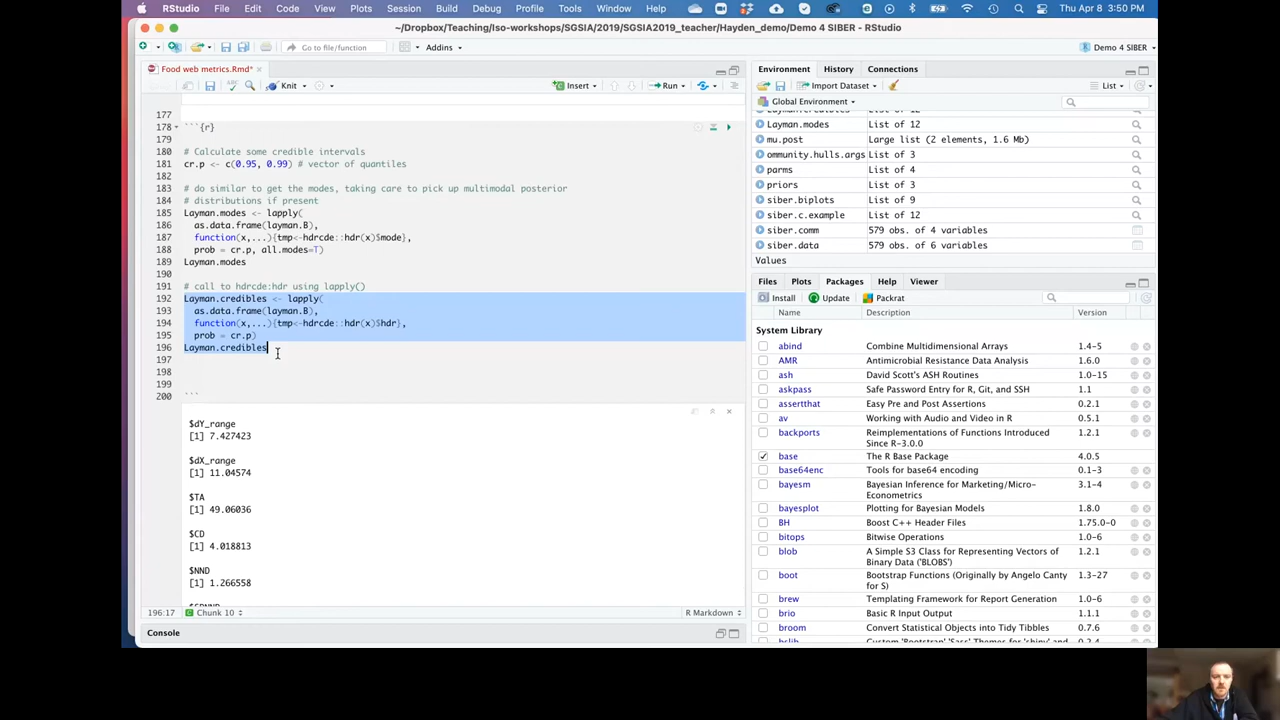 RStudio File Edit Code View Plots Session Build Debug Profile Tools Window Help Thu Apr 8 3:50 PM
~/Dropbox/Teaching/Iso-workshops/SGSIA/2019/SGSIA2019_teacher/Hayden_demo/Demo 4 SIBER - RStudio
Go to file/function Addins Demo 4 SIBER
Food web metrics.Rmd*
Knit Insert Run
177
178 ```{r}
179
180 # Calculate some credible intervals
181 cr.p <- c(0.95, 0.99) # vector of quantiles
182
183 # do similar to get the modes, taking care to pick up multimodal posterior
184 # distributions if present
185 Layman.modes <- lapply(
186 as.data.frame(layman.B),
187 function(x,...){tmp<-hdrcde::hdr(x)$mode},
188 prob = cr.p, all.modes=T)
189 Layman.modes
190
191 # call to hdrcde:hdr using lapply()
192 Layman.credibles <- lapply(
193 as.data.frame(layman.B),
194 function(x,...){tmp<-hdrcde::hdr(x)$hdr},
195 prob = cr.p)
196 Layman.credibles
197
198
199
200 ```
$dY_range
[1] 7.427423
$dX_range
[1] 11.04574
$TA
[1] 49.06036
$CD
[1] 4.018813
$NND
[1] 1.266558
196:17 Chunk 10 R Markdown
Console
Environment History Connections
Import Dataset List
Global Environment
Layman.modes List of 12
mu.post Large list (2 elements, 1.6 Mb)
ommunity.hulls.args List of 3
parms List of 4
priors List of 3
siber.biplots List of 9
siber.c.example List of 12
siber.comm 579 obs. of 4 variables
siber.data 579 obs. of 6 variables
Values
Files Plots Packages Help Viewer
Install Update Packrat
Name Description Version
System Library
abind Combine Multidimensional Arrays 1.4-5
AMR Antimicrobial Resistance Data Analysis 1.6.0
ash David Scott's ASH Routines 1.0-15
askpass Safe Password Entry for R, Git, and SSH 1.1
assertthat Easy Pre and Post Assertions 0.2.1
av Working with Audio and Video in R 0.5.1
backports Reimplementations of Functions Introduced 1.2.1
Since R-3.0.0
base The R Base Package 4.0.5
base64enc Tools for base64 encoding 0.1-3
bayesm Bayesian Inference for Marketing/Micro- 3.1-4
Econometrics
bayesplot Plotting for Bayesian Models 1.8.0
BH Boost C++ Header Files 1.75.0-0
bitops Bitwise Operations 1.0-6
blob A Simple S3 Class for Representing Vectors of 1.2.1
Binary Data ('BLOBS')
boot Bootstrap Functions (Originally by Angelo Canty 1.3-27
for S)
brew Templating Framework for Report Generation 1.0-6
brio Basic R Input Output 1.1.1
broom Convert Statistical Objects into Tidy Tibbles 0.7.6